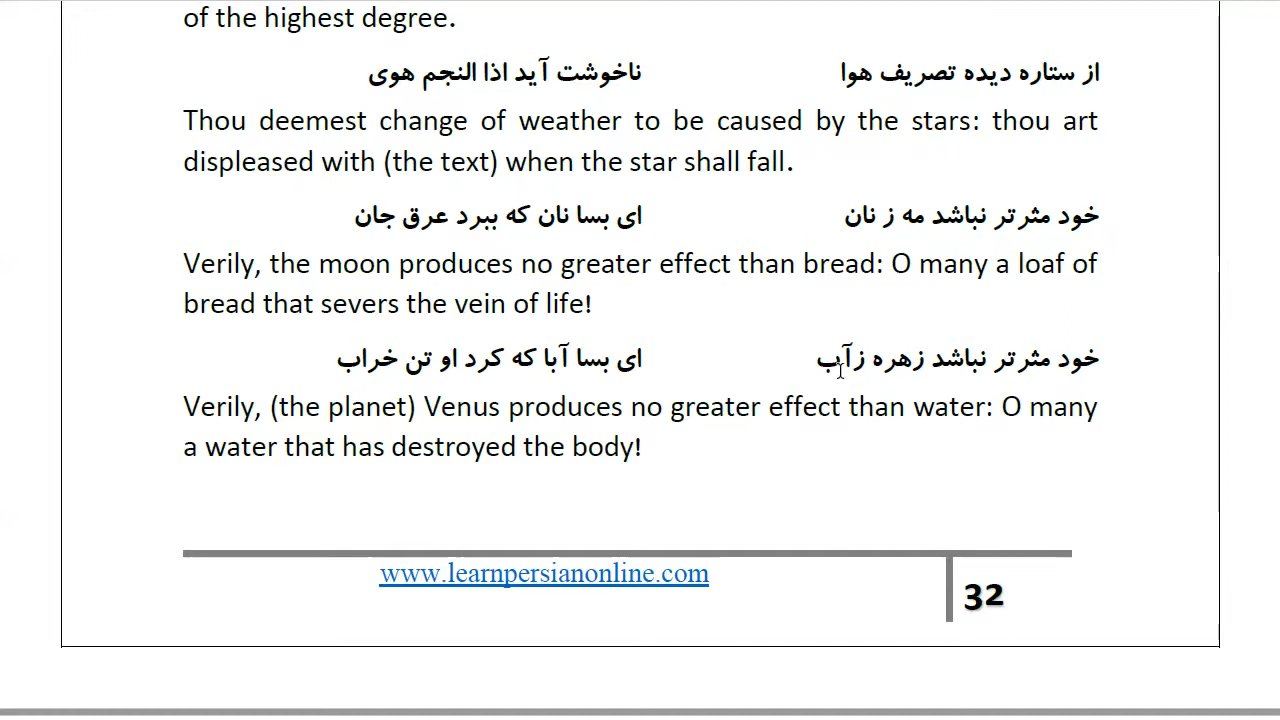 of the highest degree.
از ستاره دیده تصریف هوا ناخوشت آید اذا النجم هوی
Thou deemest change of weather to be caused by the stars: thou art
displeased with (the text) when the star shall fall.
خود مثرتر نباشد مه ز نان ای بسا نان که ببرد عرق جان
Verily, the moon produces no greater effect than bread: O many a loaf of
bread that severs the vein of life!
خود مثرتر نباشد زهره زآب ای بسا آبا که کرد او تن خراب
Verily, (the planet) Venus produces no greater effect than water: O many
a water that has destroyed the body!
www.learnpersianonline.com
32